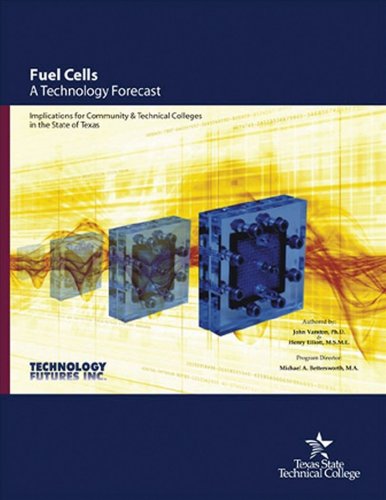 Fuel Cells
A Technology Forecast
Implications for Community & Technical Colleges
in the State of Texas
Authored by:
John Vanston, Ph.D.
&
Henry Elliott, M.S.M.E.
Program Director:
Michael A. Bettersworth, M.A.
TECHNOLOGY
FUTURES INC.
Texas State
Technical College